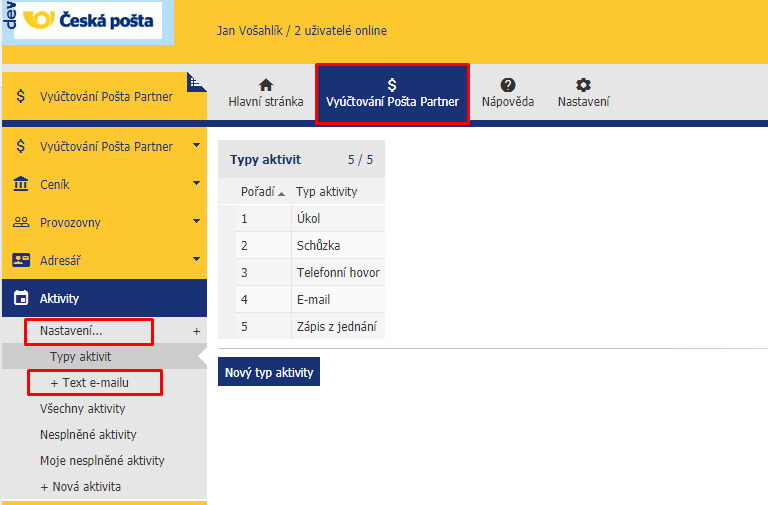 dev
Česká pošta
Jan Vošahlík / 2 uživatelé online
Vyúčtování Pošta Partner
Hlavní stránka
Vyúčtování Pošta Partner
Nápověda
Nastavení
Vyúčtování Pošta Partner
Ceník
Provozovny
Adresář
Aktivity
Nastavení... +
Typy aktivit
+ Text e-mailu
Všechny aktivity
Nesplněné aktivity
Moje nesplněné aktivity
+ Nová aktivita
Typy aktivit 5 / 5
Pořadí Typ aktivity
1 Úkol
2 Schůzka
3 Telefonní hovor
4 E-mail
5 Zápis z jednání
Nový typ aktivity